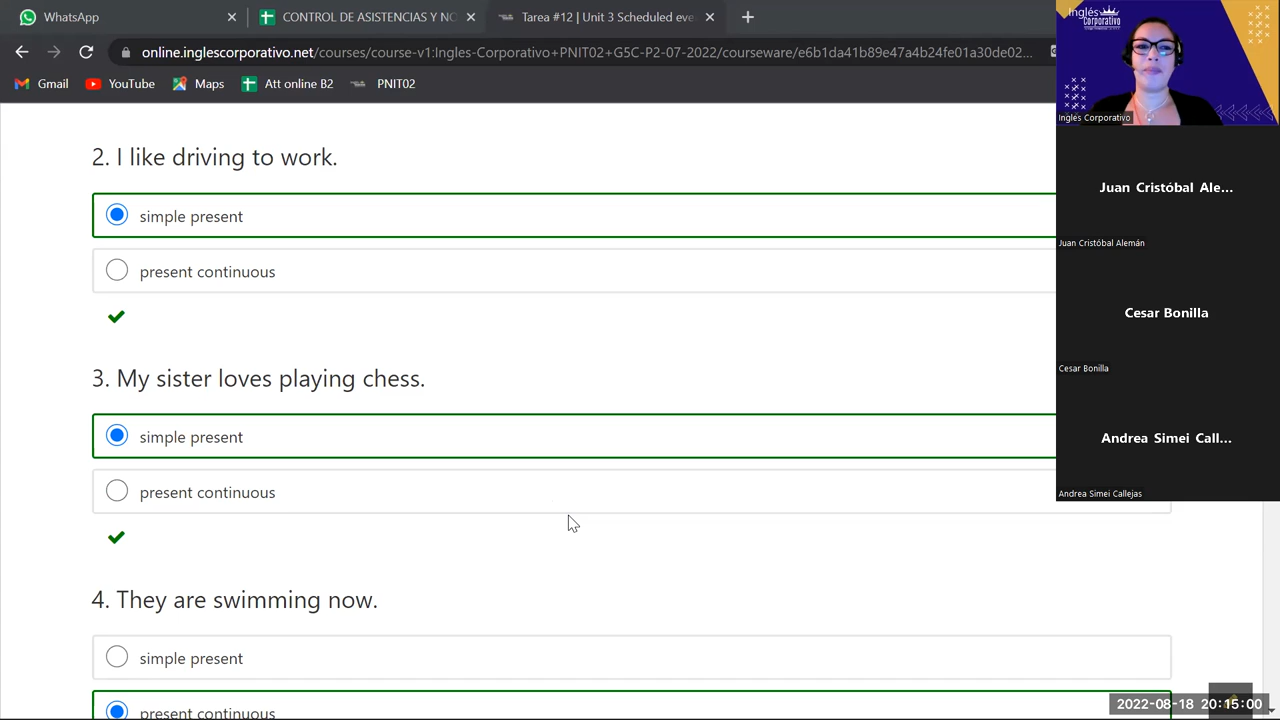 WhatsApp
CONTROL DE ASISTENCIAS Y NO
Tarea #12 | Unit 3 Scheduled eve
online.inglescorporativo.net/courses/course-v1:Ingles-Corporativo+PNIT02+G5C-P2-07-2022/courseware/e6b1da41b89e47a4b24fe01a30de02...
Gmail
YouTube
Maps
Att online B2
PNIT02
Inglés
Corporativo
Inglés Corporativo
2. I like driving to work.
simple present
present continuous
3. My sister loves playing chess.
simple present
present continuous
4. They are swimming now.
simple present
present continuous
Juan Cristóbal Ale...
Juan Cristóbal Alemán
Cesar Bonilla
Cesar Bonilla
Andrea Simei Call...
Andrea Simei Callejas
2022-08-18 20:15:00